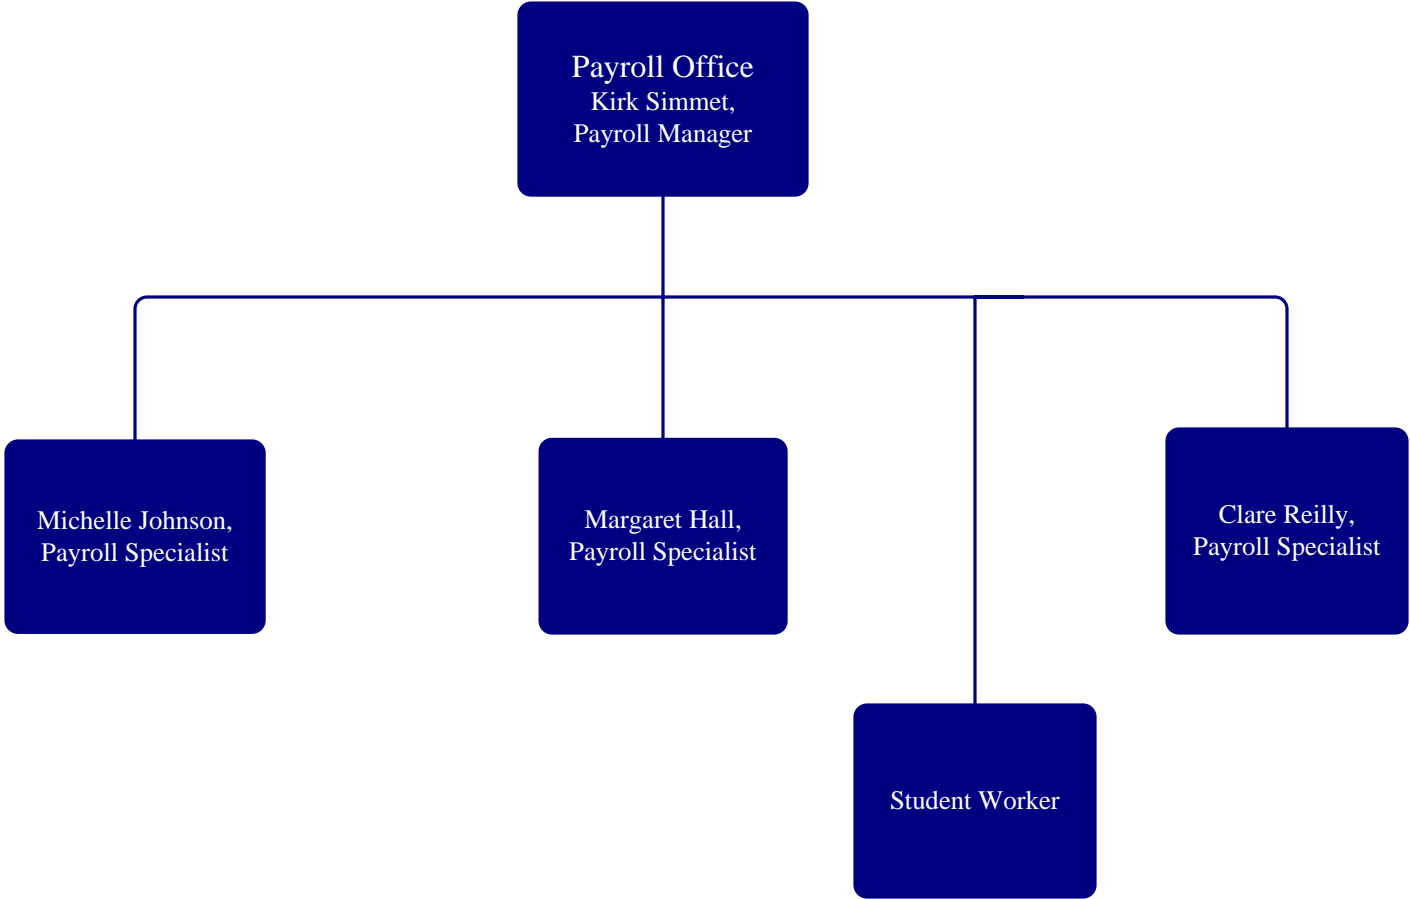 Payroll Office
Kirk Simmet,
Payroll Manager
Michelle Johnson,
Payroll Specialist
Margaret Hall,
Payroll Specialist
Clare Reilly,
Payroll Specialist
Student Worker